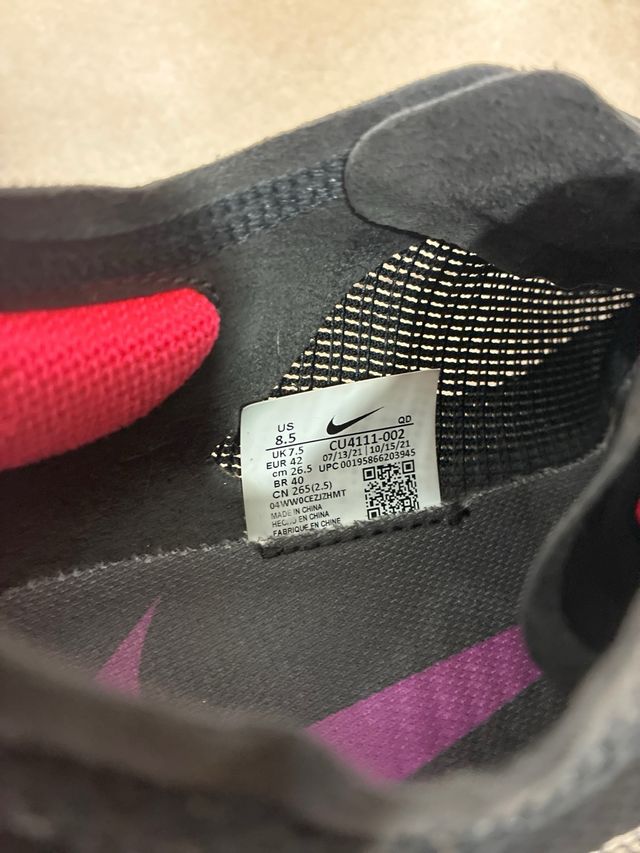 US
8.5
UK 7.5
EUR 42
cm 26.5
BR 40
CN 265(2.5)
QD
CU4111-002
07/13/21 | 10/15/21
UPC 00195866203945
04WW0CEZJZHMT
MADE IN CHINA
HECHO EN CHINA
FABRIQUE EN CHINE